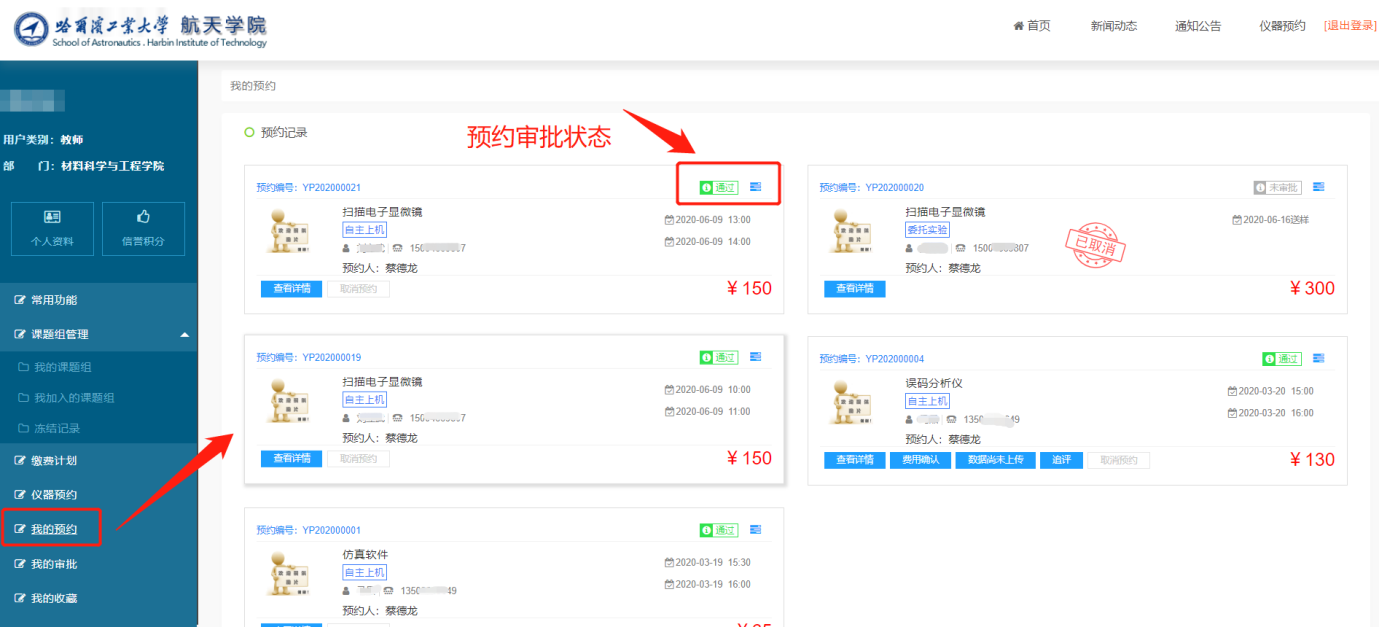 哈尔滨工业大学 航天学院
School of Astronautics . Harbin Institute of Technology
首页 新闻动态 通知公告 仪器预约 [退出登录]
用户类别：教师
部 门：材料科学与工程学院
个人资料 信誉积分
常用功能
课题组管理
我的课题组
我加入的课题组
冻结记录
缴费计划
仪器预约
我的预约
我的审批
我的收藏
我的预约
预约记录
预约审批状态
预约编号：YP202000021 通过
扫描电子显微镜
自主上机
2020-06-09 13:00
2020-06-09 14:00
预约人：蔡德龙
查看详情 取消预约
¥150
预约编号：YP202000020 未审批
扫描电子显微镜
委托实验
2020-06-16送样
已取消
预约人：蔡德龙
查看详情
¥300
预约编号：YP202000019 通过
扫描电子显微镜
自主上机
2020-06-09 10:00
2020-06-09 11:00
预约人：蔡德龙
查看详情 取消预约
¥150
预约编号：YP202000004 通过
误码分析仪
自主上机
2020-03-20 15:00
2020-03-20 16:00
预约人：蔡德龙
查看详情 费用确认 数据尚未上传 追评 取消预约
¥130
预约编号：YP202000001 通过
仿真软件
自主上机
2020-03-19 15:30
2020-03-19 16:00
预约人：蔡德龙